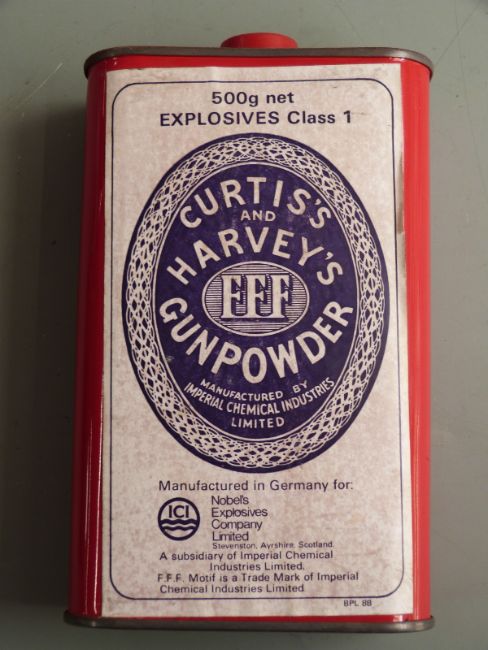 500g net
EXPLOSIVES Class 1
CURTIS'S
AND
HARVEY'S
FFF
GUNPOWDER
MANUFACTURED BY
IMPERIAL CHEMICAL INDUSTRIES
LIMITED
Manufactured in Germany for:
ICI
Nobel's
Explosives
Company
Limited
Stevenston, Ayrshire, Scotland.
A subsidiary of Imperial Chemical
Industries Limited.
F.F.F. Motif is a Trade Mark of Imperial
Chemical Industries Limited
BPL 8B